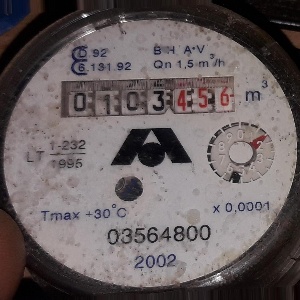 0.92 B·H A·V
6.131.92 Qn 1,5 m³/h
0103456 m³
LT 1-232
1995
Tmax +30°C x 0,0001
03564800
2002